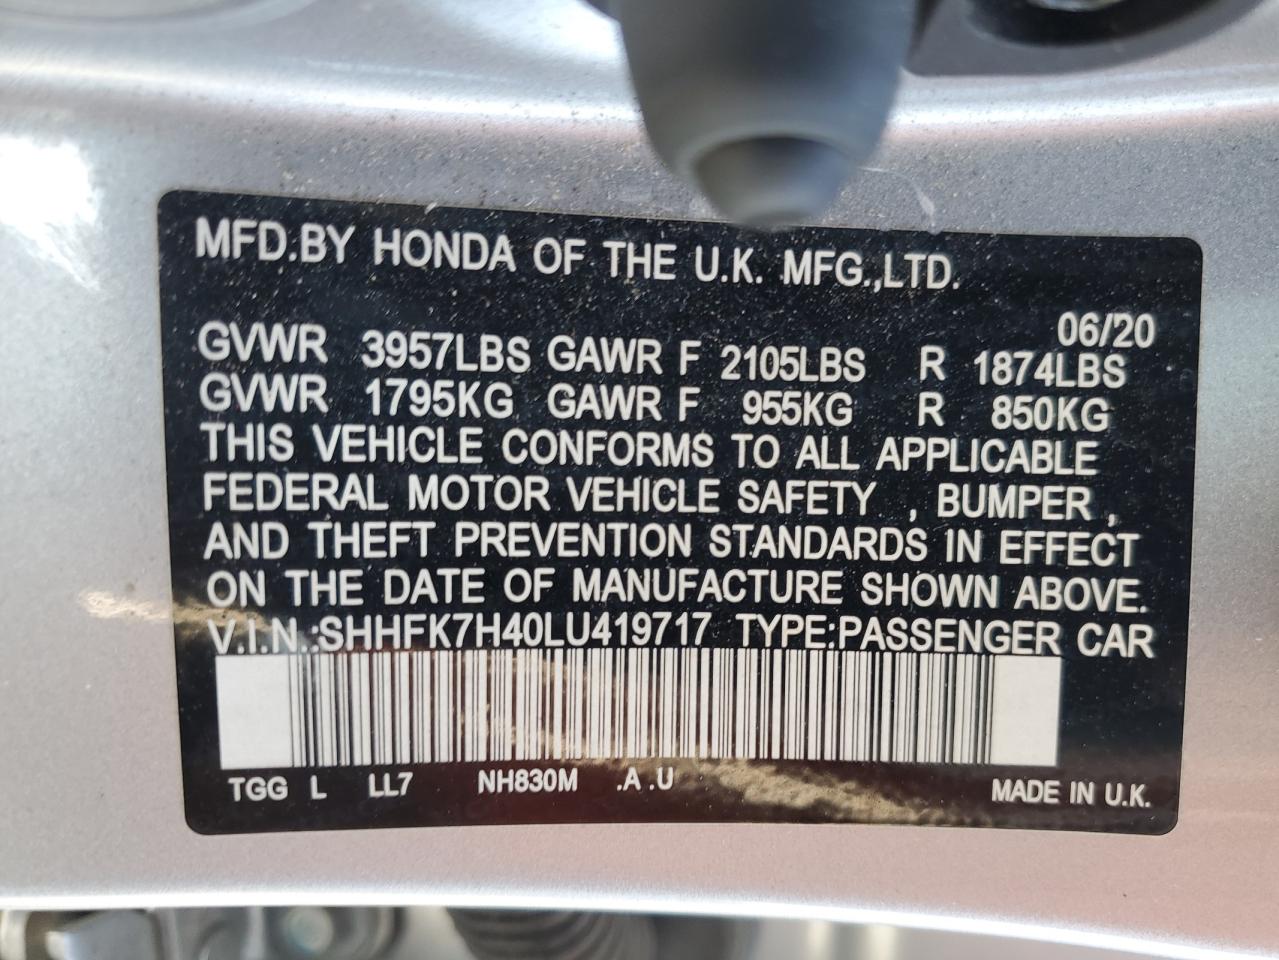 MFD.BY HONDA OF THE U.K. MFG.,LTD.
06/20
GVWR 3957LBS GAWR F 2105LBS R 1874LBS
GVWR 1795KG GAWR F 955KG R 850KG
THIS VEHICLE CONFORMS TO ALL APPLICABLE
FEDERAL MOTOR VEHICLE SAFETY , BUMPER ,
AND THEFT PREVENTION STANDARDS IN EFFECT
ON THE DATE OF MANUFACTURE SHOWN ABOVE.
V.I.N.:SHHFK7H40LU419717 TYPE:PASSENGER CAR
TGG L LL7 NH830M .A .U MADE IN U.K.